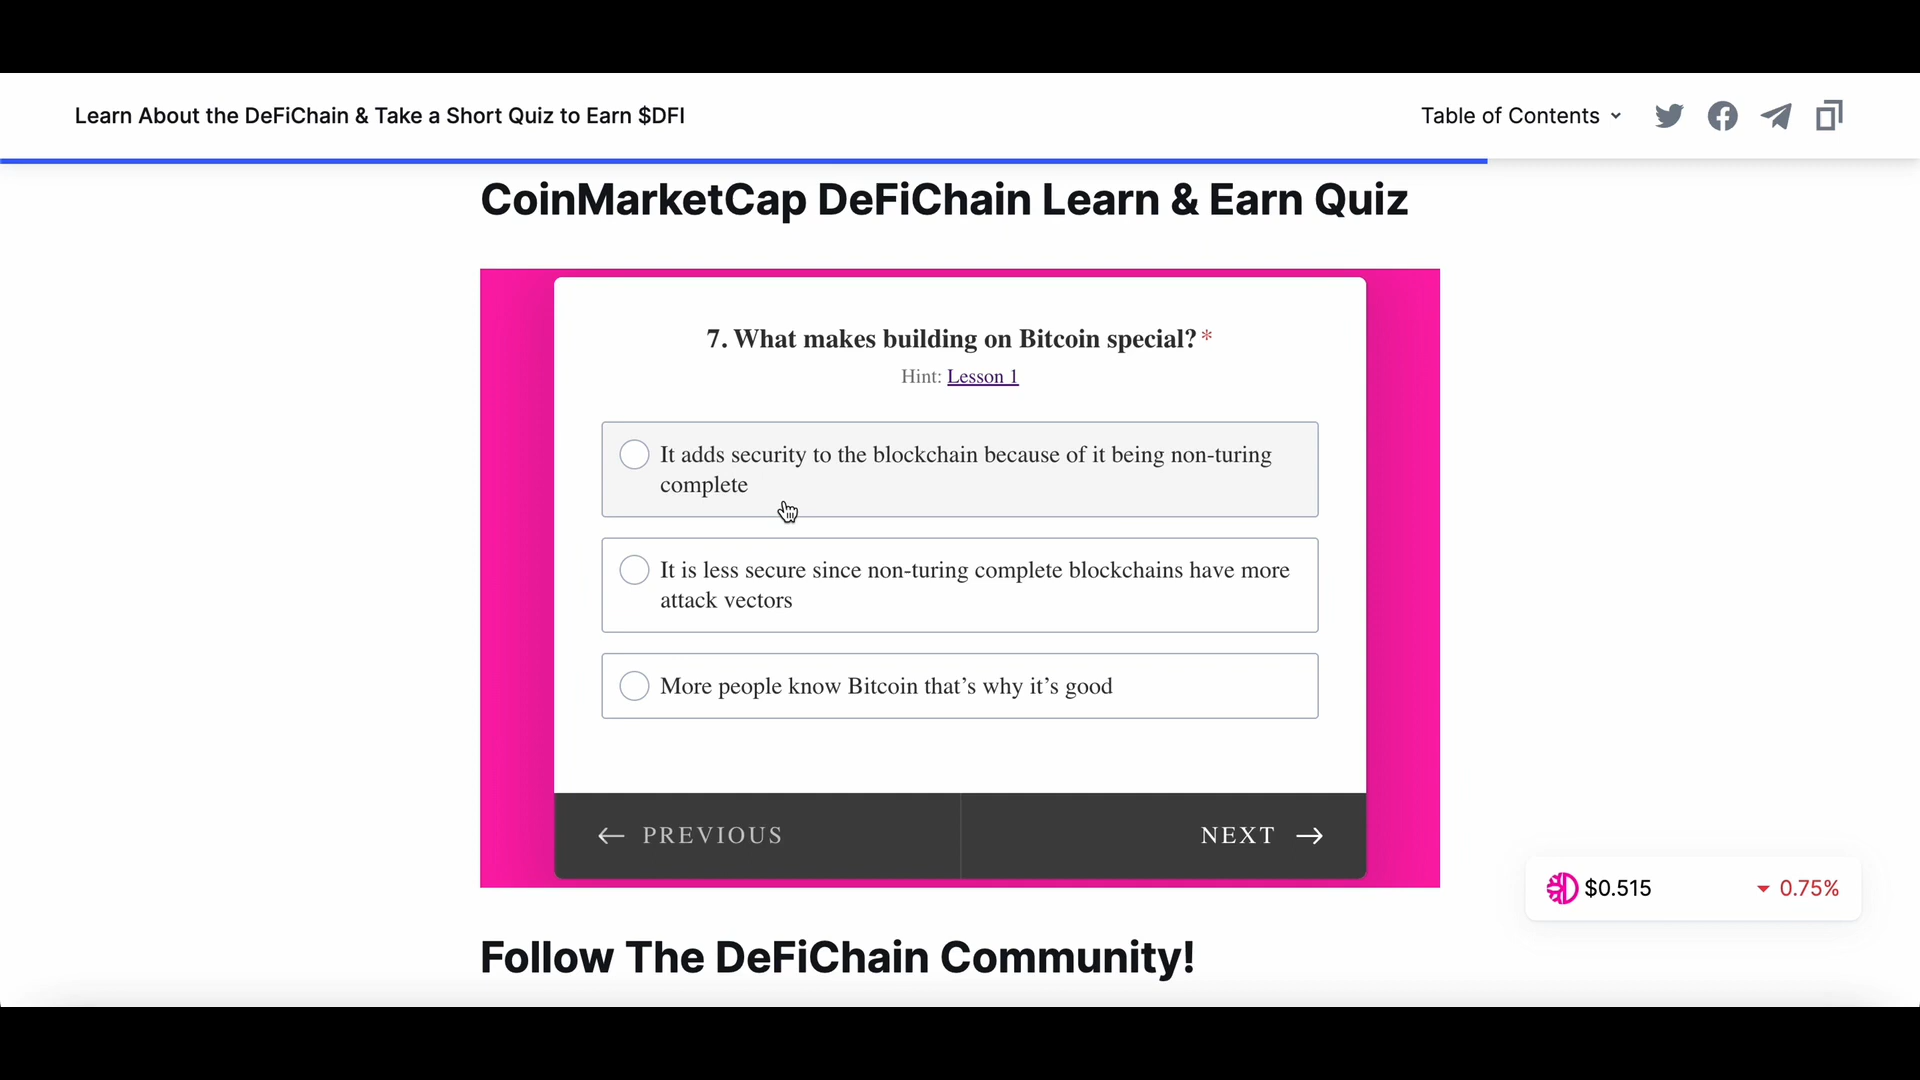 Learn About the DeFiChain & Take a Short Quiz to Earn $DFI
Table of Contents
CoinMarketCap DeFiChain Learn & Earn Quiz
7. What makes building on Bitcoin special?*
Hint: Lesson 1
It adds security to the blockchain because of it being non-turing
complete
It is less secure since non-turing complete blockchains have more
attack vectors
More people know Bitcoin that’s why it’s good
← PREVIOUS
NEXT →
$0.515
0.75%
Follow The DeFiChain Community!